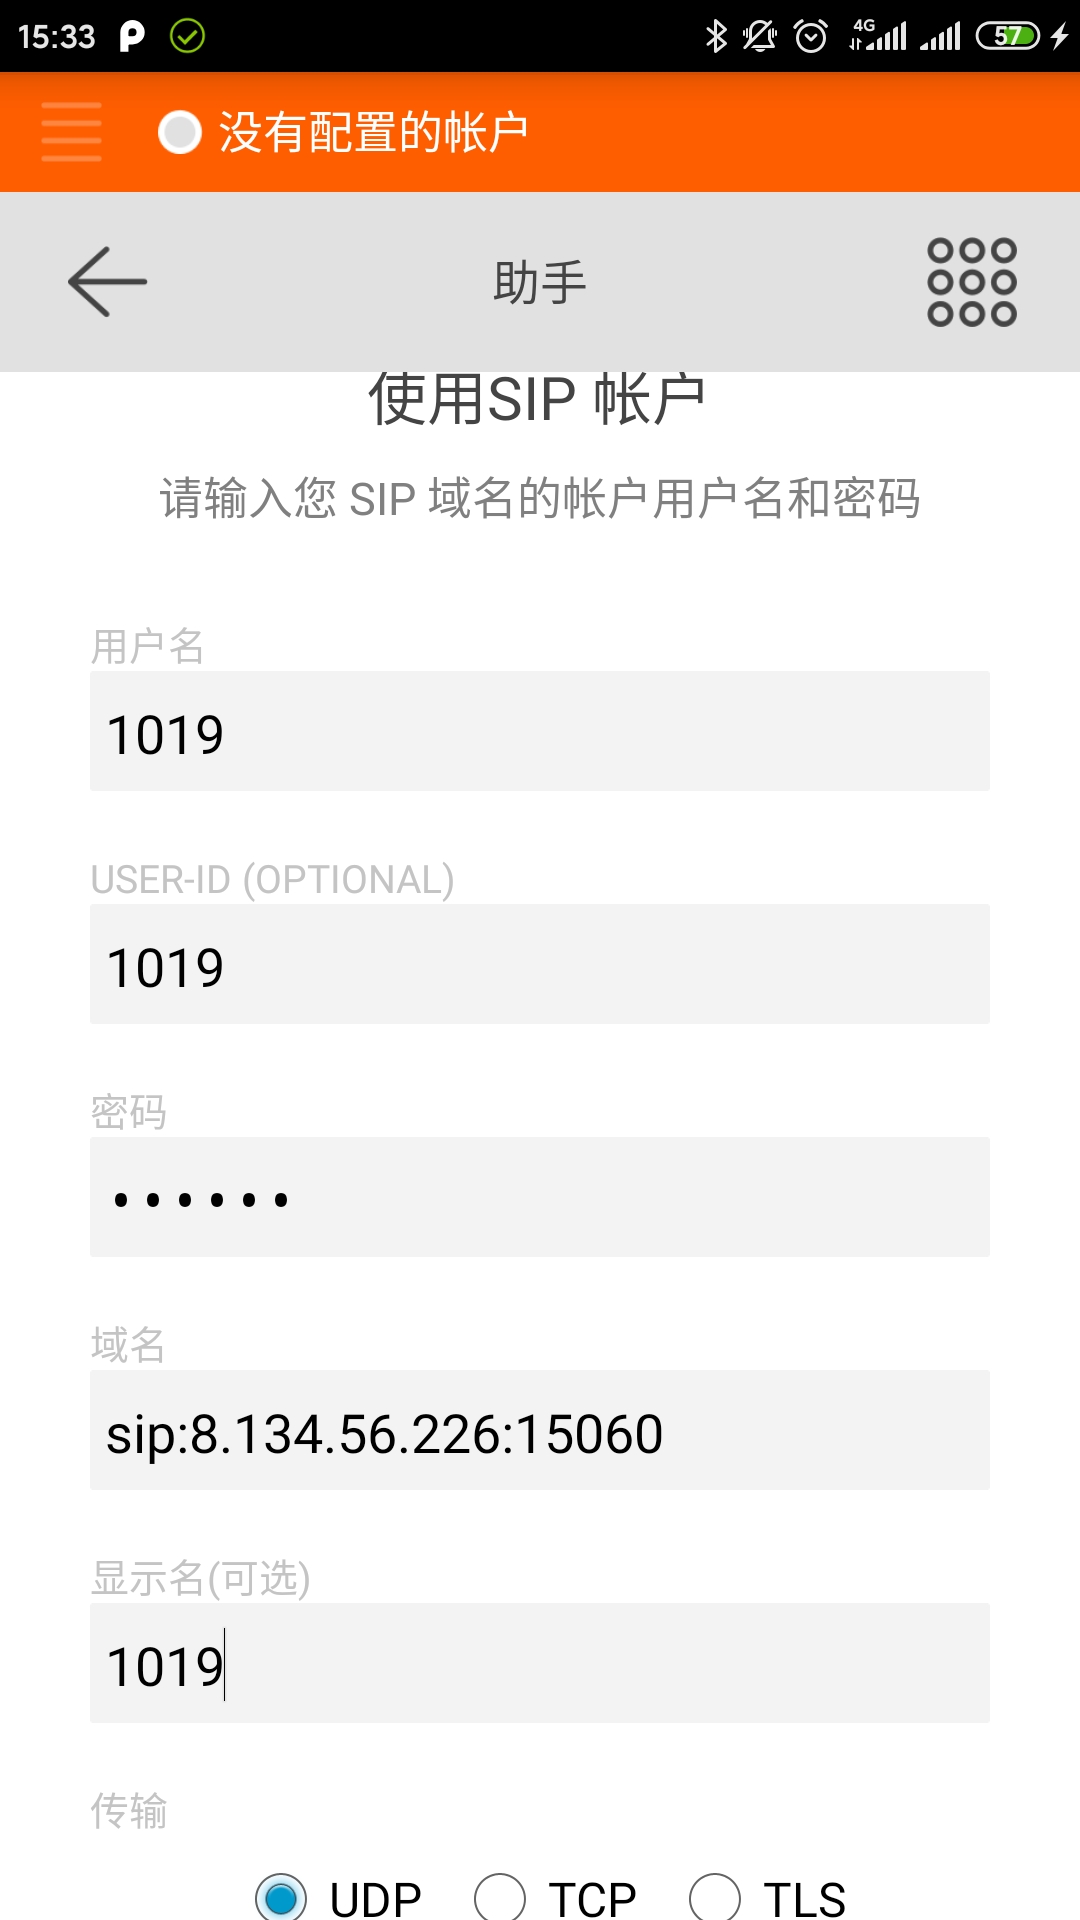 15:33 4G 57
没有配置的帐户
助手
使用SIP 帐户
请输入您 SIP 域名的帐户用户名和密码
用户名
1019
USER-ID (OPTIONAL)
1019
密码
••••••
域名
sip:8.134.56.226:15060
显示名(可选)
1019
传输
UDP TCP TLS